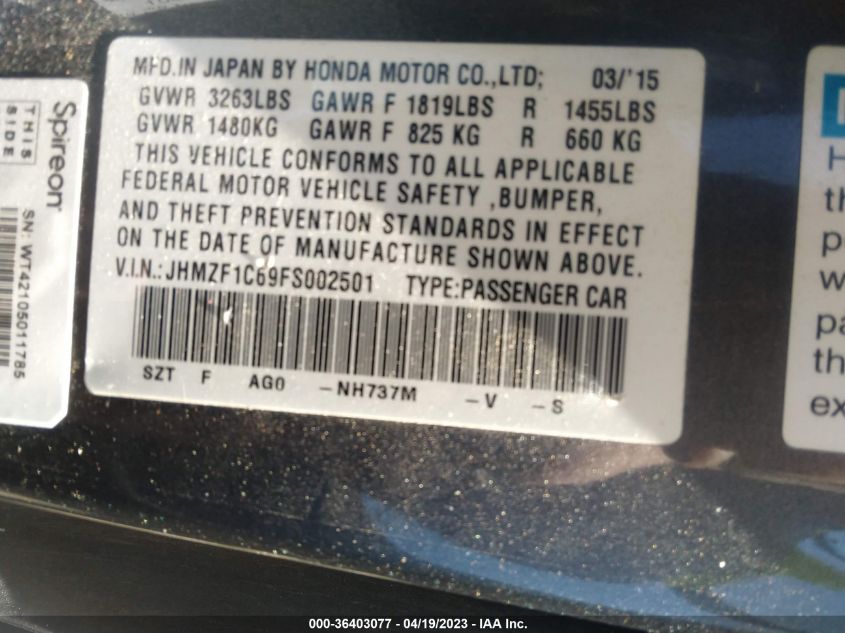 MFD.IN JAPAN BY HONDA MOTOR CO.,LTD; 03/'15
GVWR 3263LBS GAWR F 1819LBS R 1455LBS
GVWR 1480KG GAWR F 825 KG R 660 KG
THIS VEHICLE CONFORMS TO ALL APPLICABLE
FEDERAL MOTOR VEHICLE SAFETY ,BUMPER,
AND THEFT PREVENTION STANDARDS IN EFFECT
ON THE DATE OF MANUFACTURE SHOWN ABOVE.
V.I.N.:JHMZF1C69FS002501 TYPE:PASSENGER CAR
SZT F AG0 -NH737M -V -S
Spireon
THIS
SIDE
SN: WT42105011785
000-36403077 - 04/19/2023 - IAA Inc.